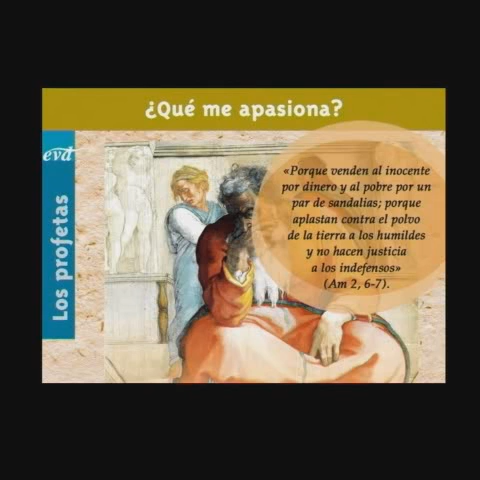 ¿Qué me apasiona?
evd
Los profetas
«Porque venden al inocente
por dinero y al pobre por un
par de sandalias; porque
aplastan contra el polvo
de la tierra a los humildes
y no hacen justicia
a los indefensos»
(Am 2, 6-7).